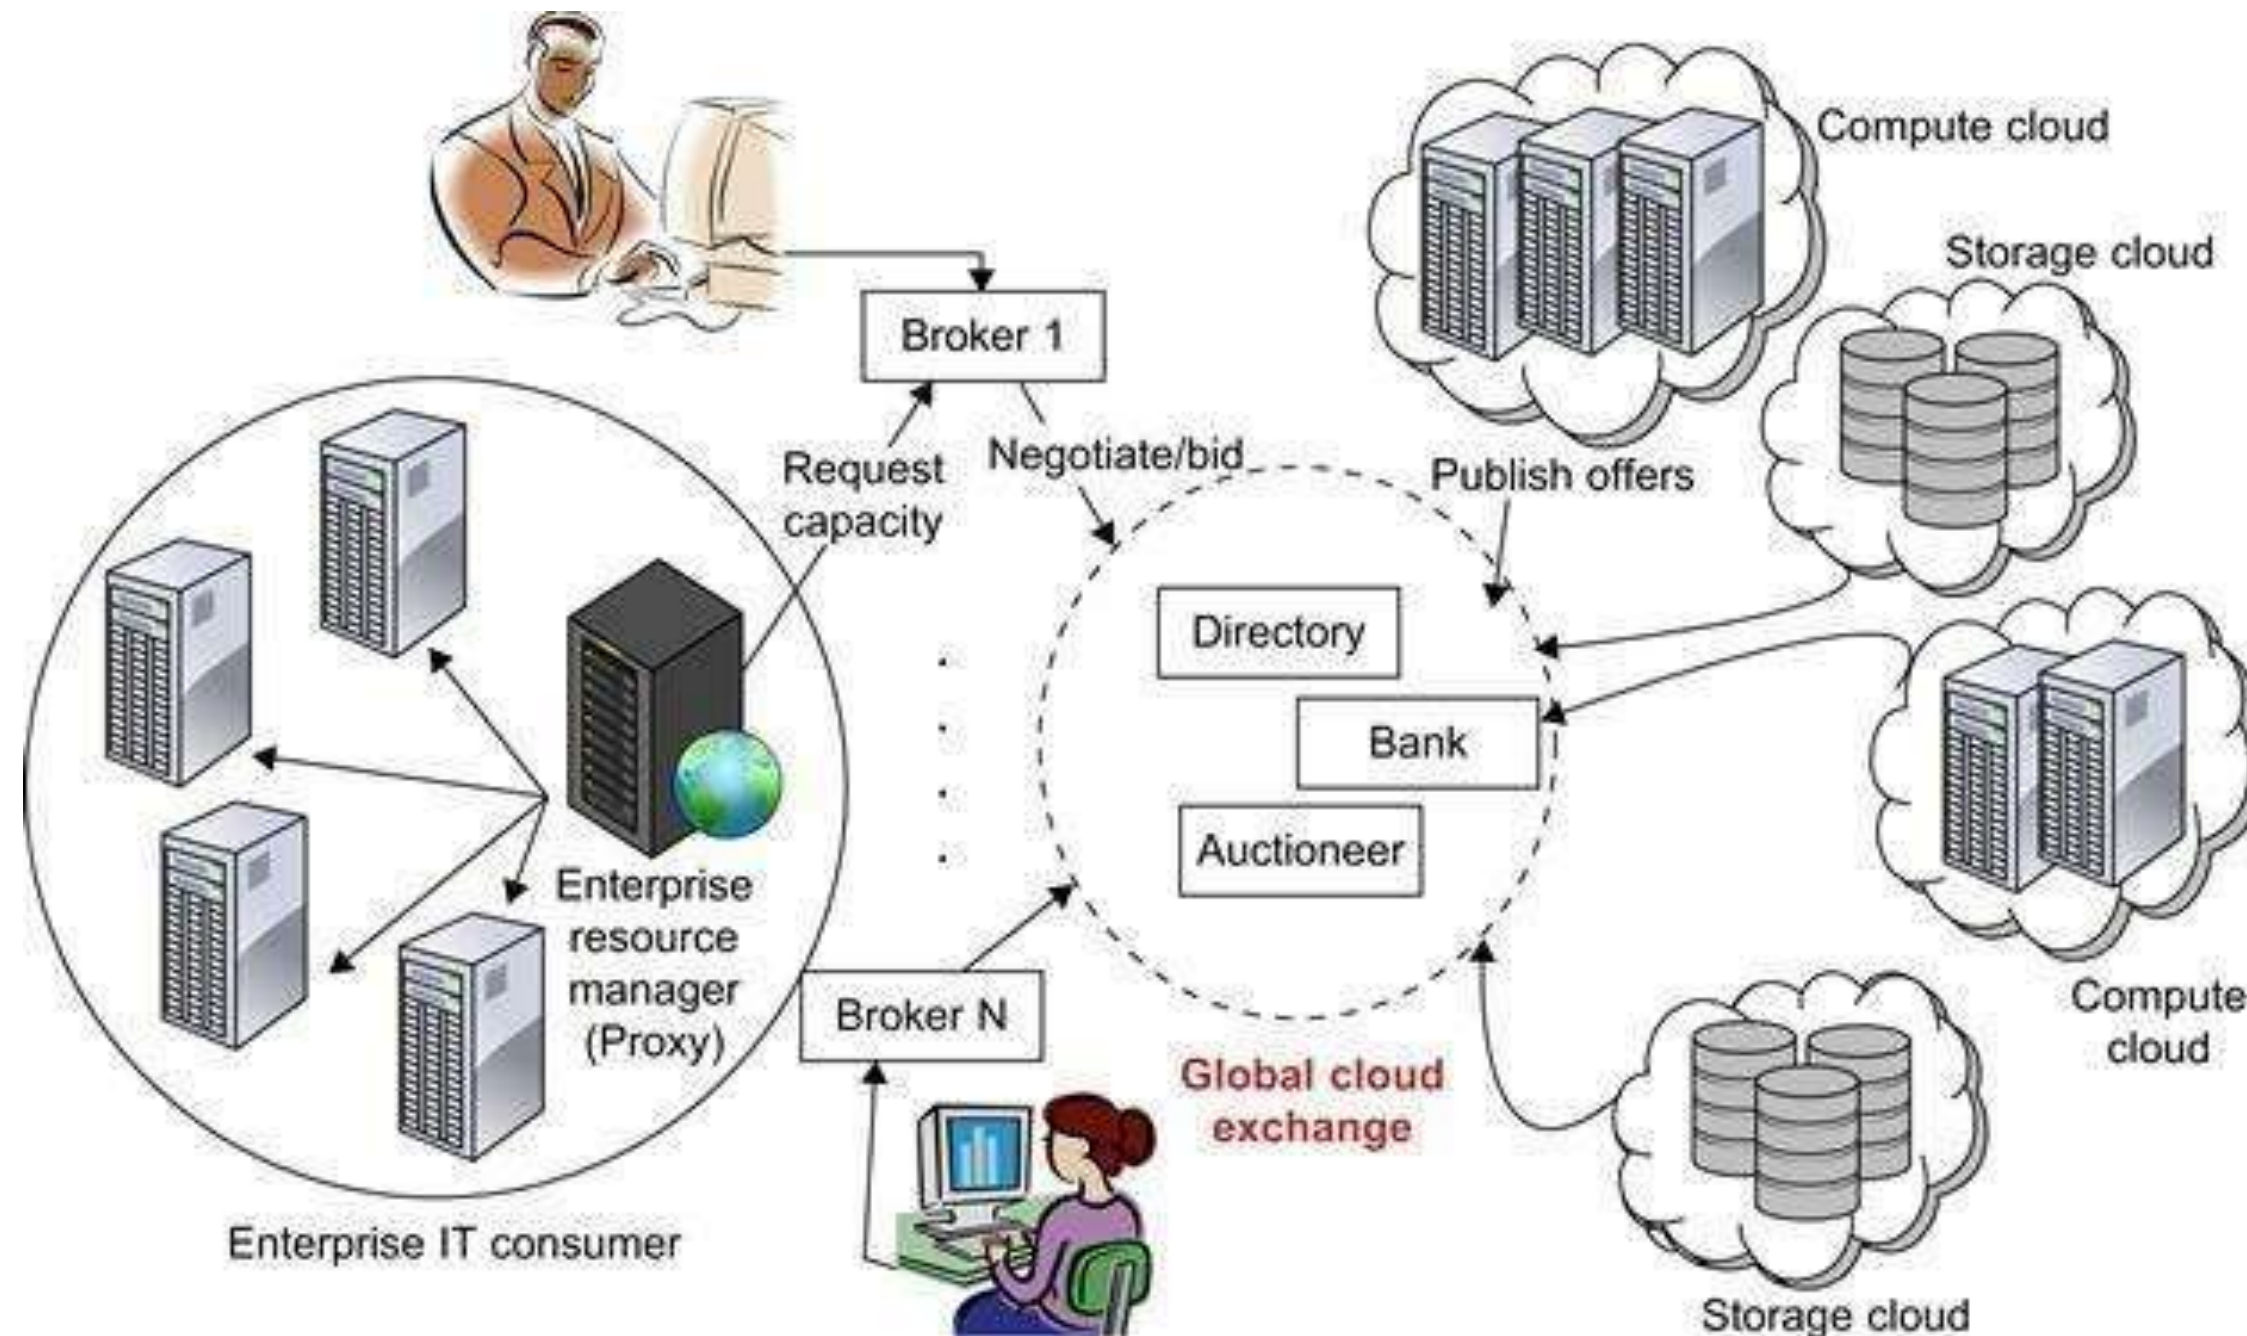 Compute cloud
Storage cloud
Broker 1
Request
capacity
Negotiate/bid
Publish offers
Directory
Bank
Auctioneer
Enterprise
resource
manager
(Proxy)
Broker N
Global cloud
exchange
Compute
cloud
Enterprise IT consumer
Storage cloud